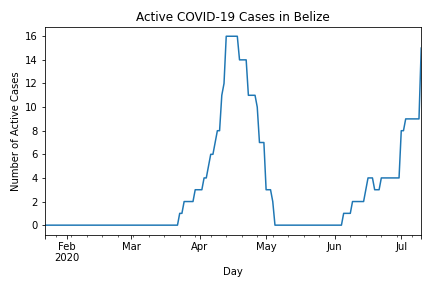 Active COVID-19 Cases in Belize
Number of Active Cases
16
14
12
10
8
6
4
2
0
Feb
2020
Mar
Apr
May
Jun
Jul
Day